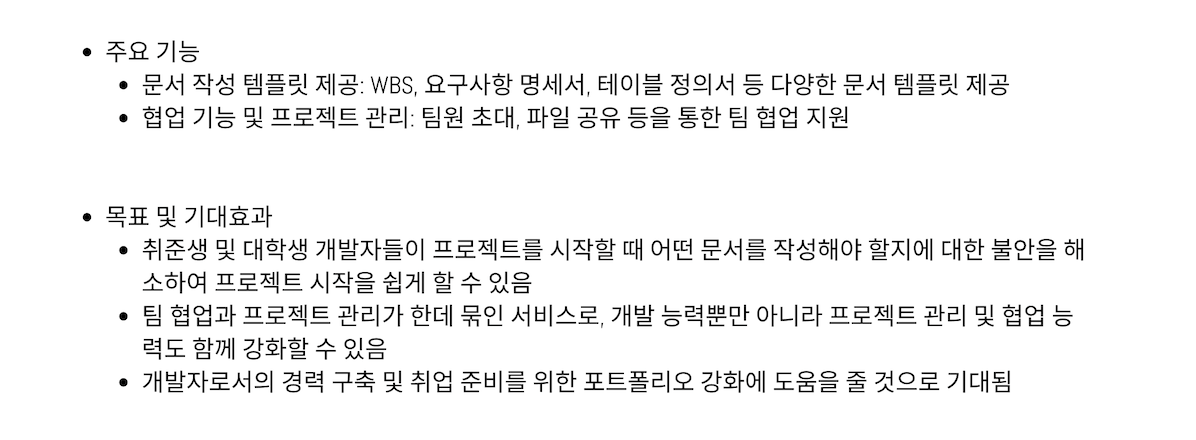 • 주요 기능
• 문서 작성 템플릿 제공: WBS, 요구사항 명세서, 테이블 정의서 등 다양한 문서 템플릿 제공
• 협업 기능 및 프로젝트 관리: 팀원 초대, 파일 공유 등을 통한 팀 협업 지원
• 목표 및 기대효과
• 취준생 및 대학생 개발자들이 프로젝트를 시작할 때 어떤 문서를 작성해야 할지에 대한 불안을 해
소하여 프로젝트 시작을 쉽게 할 수 있음
• 팀 협업과 프로젝트 관리가 한데 묶인 서비스로, 개발 능력뿐만 아니라 프로젝트 관리 및 협업 능
력도 함께 강화할 수 있음
• 개발자로서의 경력 구축 및 취업 준비를 위한 포트폴리오 강화에 도움을 줄 것으로 기대됨